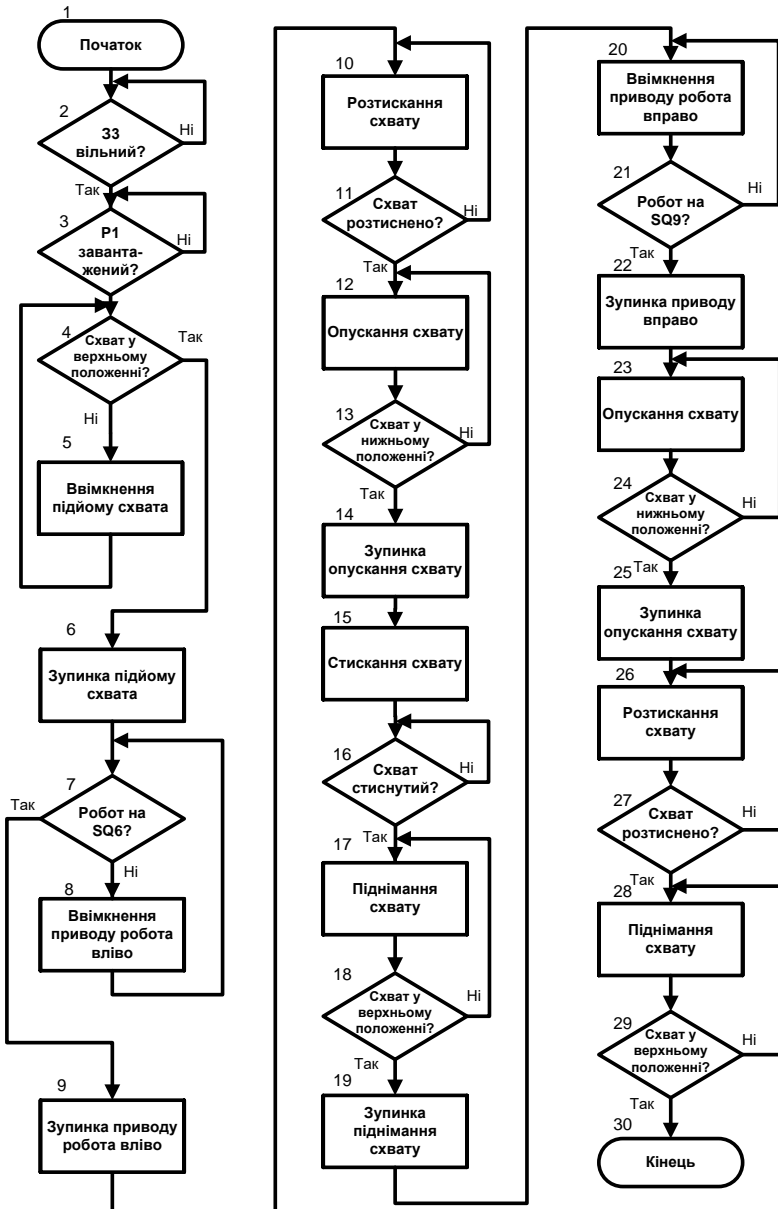 1
Початок
2
З3
вільний?
Ні
Так
3
Р1
заванта-
жений?
Ні
4
Схват у
верхньому
положенні?
Так
Ні
5
Ввімкнення
підйому схвата
6
Зупинка підйому
схвата
7
Так
Робот на
SQ6?
Ні
8
Ввімкнення
приводу робота
вліво
9
Зупинка приводу
робота вліво
10
Розтискання
схвату
11
Схват
розтиснено?
Ні
Так
12
Опускання схвату
13
Схват у
нижньому
положенні?
Ні
Так
14
Зупинка
опускання схвату
15
Стискання схвату
16
Схват
стиснутий?
Ні
Так
17
Піднімання
схвату
18
Схват у
верхньому
положенні?
Ні
Так
19
Зупинка
піднімання
схвату
20
Ввімкнення
приводу робота
вправо
21
Робот на
SQ9?
Ні
Так
22
Зупинка приводу
вправо
23
Опускання схвату
24
Схват у
нижньому
положенні?
Ні
Так
25
Зупинка
опускання схвату
26
Розтискання
схвату
27
Схват
розтиснено?
Ні
Так
28
Піднімання
схвату
29
Схват у
верхньому
положенні?
Ні
Так
30
Кінець